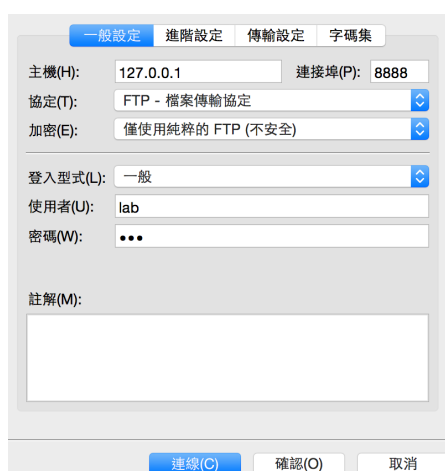 一般設定 進階設定 傳輸設定 字碼集
主機(H): 127.0.0.1 連接埠(P): 8888
協定(T): FTP - 檔案傳輸協定
加密(E): 僅使用純粹的 FTP (不安全)
登入型式(L): 一般
使用者(U): lab
密碼(W): •••
註解(M):
連線(C) 確認(O) 取消